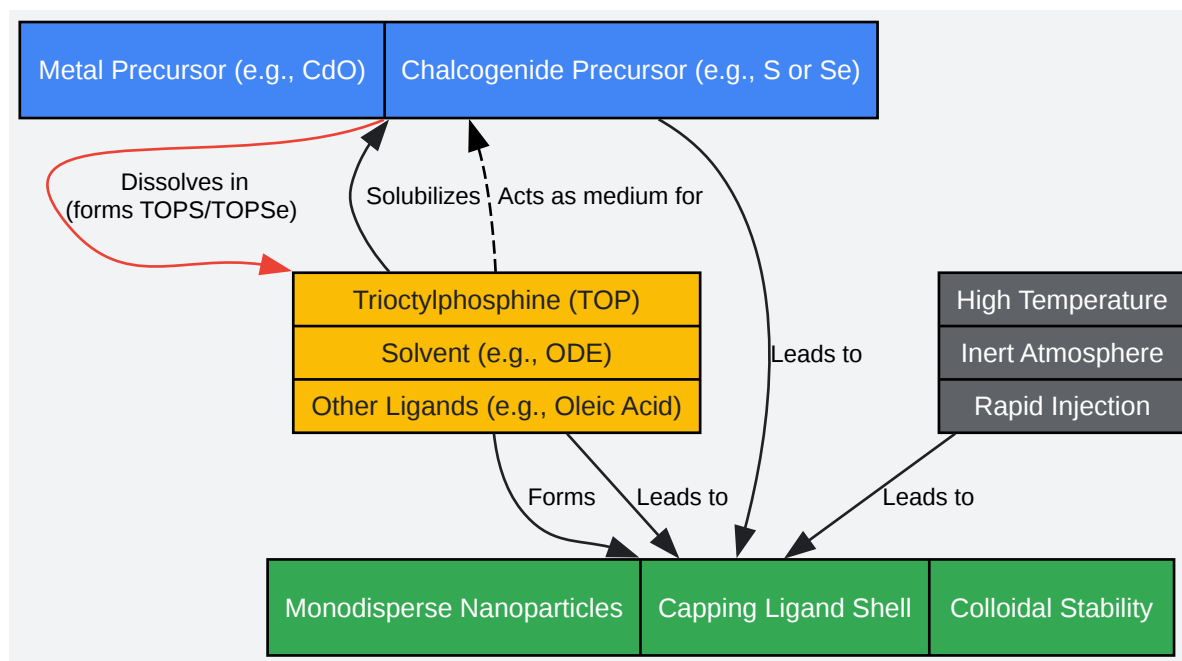 Metal Precursor (e.g., CdO)
Chalcogenide Precursor (e.g., S or Se)
Dissolves in
(forms TOPS/TOPSe)
Solubilizes
Acts as medium for
Trioctylphosphine (TOP)
Solvent (e.g., ODE)
Other Ligands (e.g., Oleic Acid)
Leads to
High Temperature
Inert Atmosphere
Rapid Injection
Forms
Leads to
Leads to
Monodisperse Nanoparticles
Capping Ligand Shell
Colloidal Stability